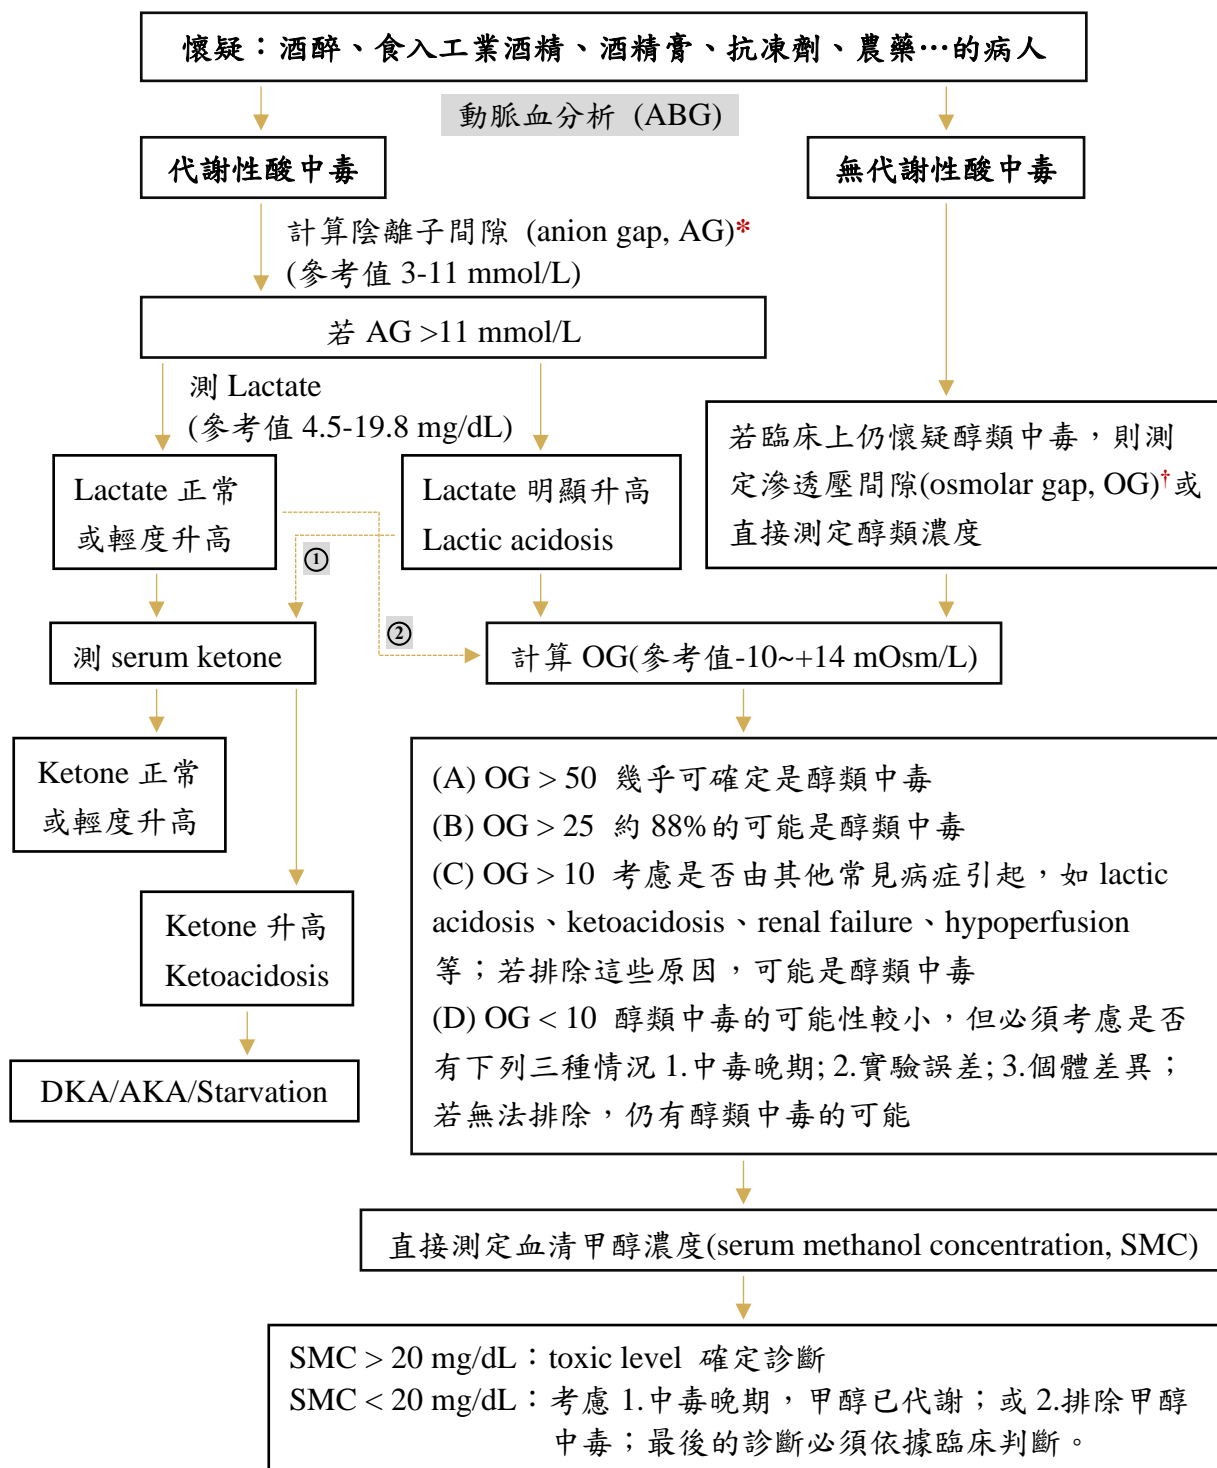 懷疑：酒醉、食入工業酒精、酒精膏、抗凍劑、農藥…的病人
動脈血分析 (ABG)
代謝性酸中毒
無代謝性酸中毒
計算陰離子間隙 (anion gap, AG)*
(參考值 3-11 mmol/L)
若 AG >11 mmol/L
測 Lactate
(參考值 4.5-19.8 mg/dL)
若臨床上仍懷疑醇類中毒，則測
定滲透壓間隙(osmolar gap, OG)†或
直接測定醇類濃度
Lactate 正常
或輕度升高
Lactate 明顯升高
Lactic acidosis
①
②
測 serum ketone
計算 OG(參考值-10~+14 mOsm/L)
Ketone 正常
或輕度升高
Ketone 升高
Ketoacidosis
DKA/AKA/Starvation
(A) OG > 50 幾乎可確定是醇類中毒
(B) OG > 25 約 88%的可能是醇類中毒
(C) OG > 10 考慮是否由其他常見病症引起，如 lactic
acidosis、ketoacidosis、renal failure、hypoperfusion
等；若排除這些原因，可能是醇類中毒
(D) OG < 10 醇類中毒的可能性較小，但必須考慮是否
有下列三種情況 1.中毒晚期; 2.實驗誤差; 3.個體差異；
若無法排除，仍有醇類中毒的可能
直接測定血清甲醇濃度(serum methanol concentration, SMC)
SMC > 20 mg/dL：toxic level 確定診斷
SMC < 20 mg/dL：考慮 1.中毒晚期，甲醇已代謝；或 2.排除甲醇
中毒；最後的診斷必須依據臨床判斷。